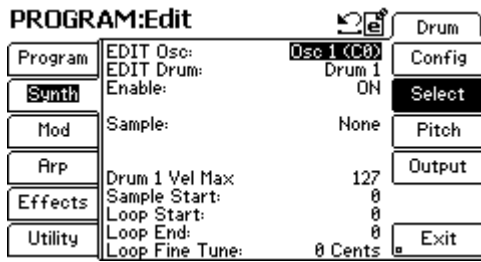 PROGRAM:Edit
Drum
Program
EDIT Osc: Osc 1 (C0)
Config
EDIT Drum: Drum 1
Synth
Enable: ON
Select
Mod
Sample: None
Pitch
Arp
Drum 1 Vel Max 127
Output
Effects
Sample Start: 0
Loop Start: 0
Utility
Loop End: 0
Exit
Loop Fine Tune: 0 Cents